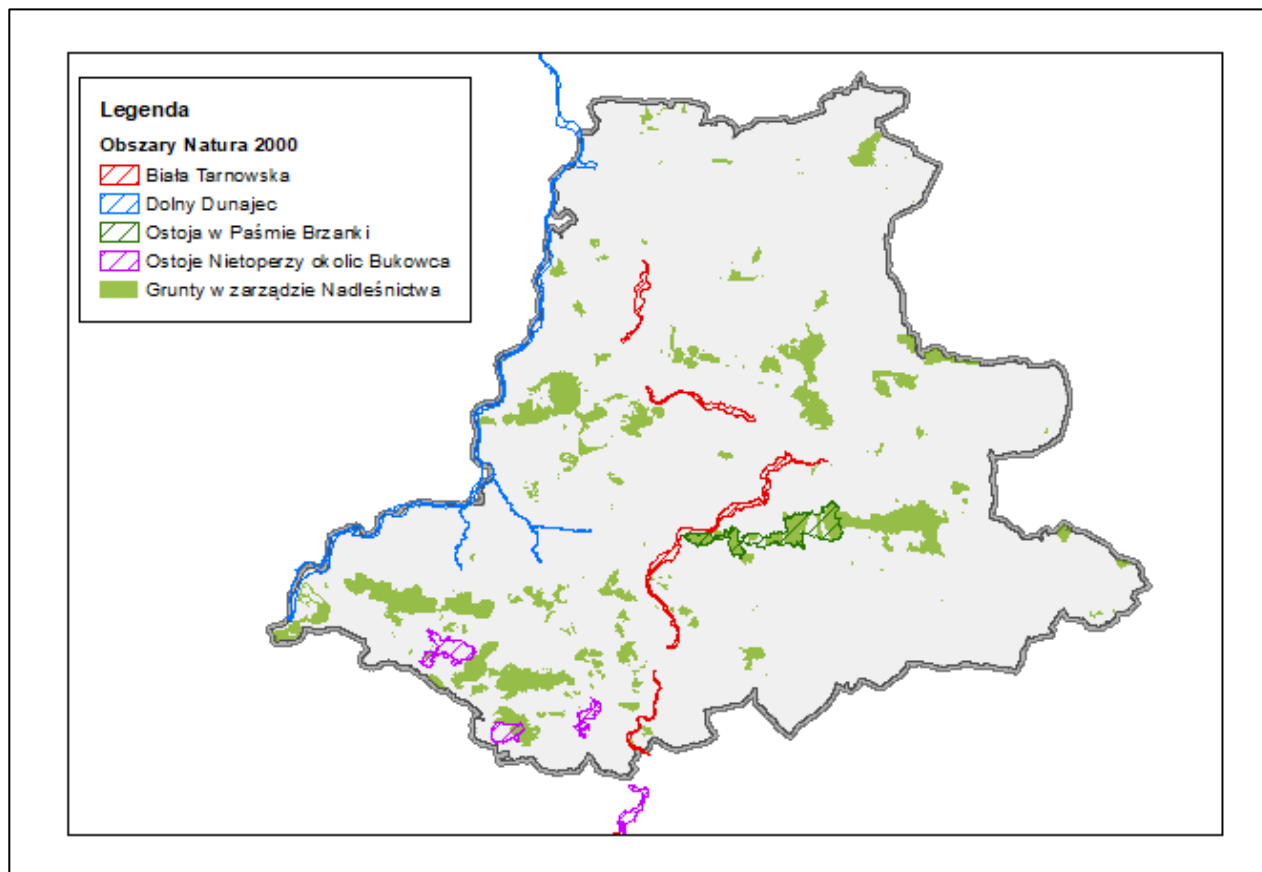 Legenda
Obszary Natura 2000
Biała Tarnowska
Dolny Dunajec
Ostoja w Paśmie Brzanki
Ostoje Nietoperzy okolic Bukowca
Grunty w zarządzie Nadleśnictwa